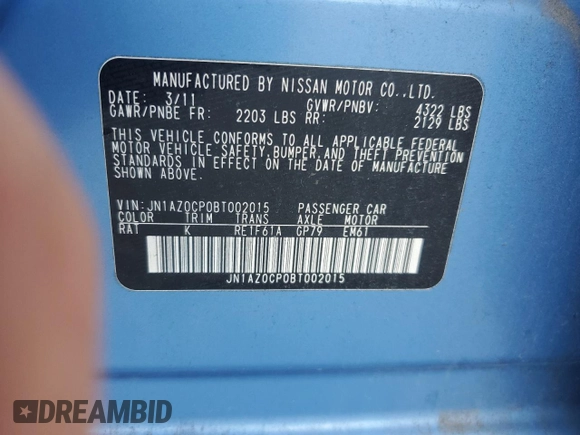 MANUFACTURED BY NISSAN MOTOR CO.,LTD.
DATE: 3/11 GVWR/PNBV: 4322 LBS
GAWR/PNBE FR: 2203 LBS RR: 2129 LBS
THIS VEHICLE CONFORMS TO ALL APPLICABLE FEDERAL
MOTOR VEHICLE SAFETY,BUMPER,AND THEFT PREVENTION
STANDARDS IN EFFECT ON THE DATE OF MANUFACTURE
SHOWN ABOVE.
VIN:JN1AZ0CP0BT002015 PASSENGER CAR
COLOR TRIM TRANS AXLE MOTOR
RAT K RE1F61A GP79 EM61
JN1AZ0CP0BT002015
DREAMBID